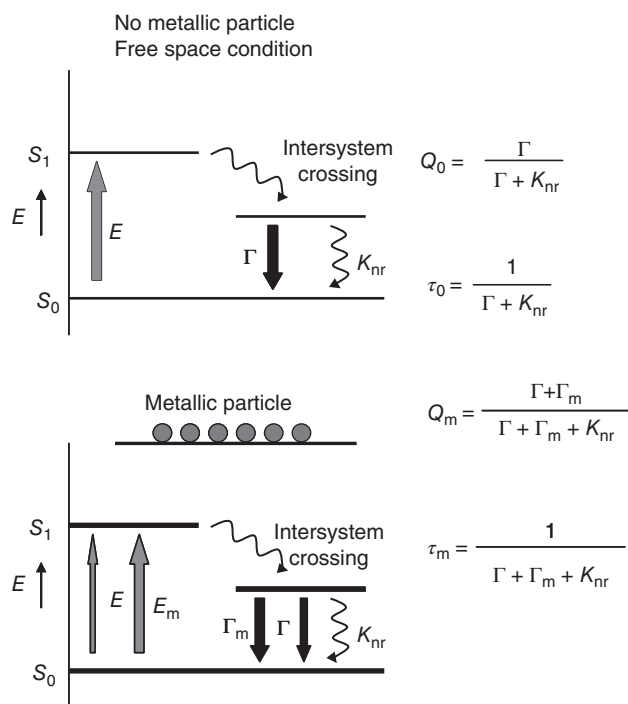 No metallic particle
Free space condition
S₁
Intersystem
crossing
E
E
Γ
Kₙᵣ
S₀
Q₀ = Γ / (Γ + Kₙᵣ)
τ₀ = 1 / (Γ + Kₙᵣ)
Metallic particle
S₁
Intersystem
crossing
E
E
Eₘ
Γₘ
Γ
Kₙᵣ
S₀
Qₘ = (Γ+Γₘ) / (Γ + Γₘ + Kₙᵣ)
τₘ = 1 / (Γ + Γₘ + Kₙᵣ)